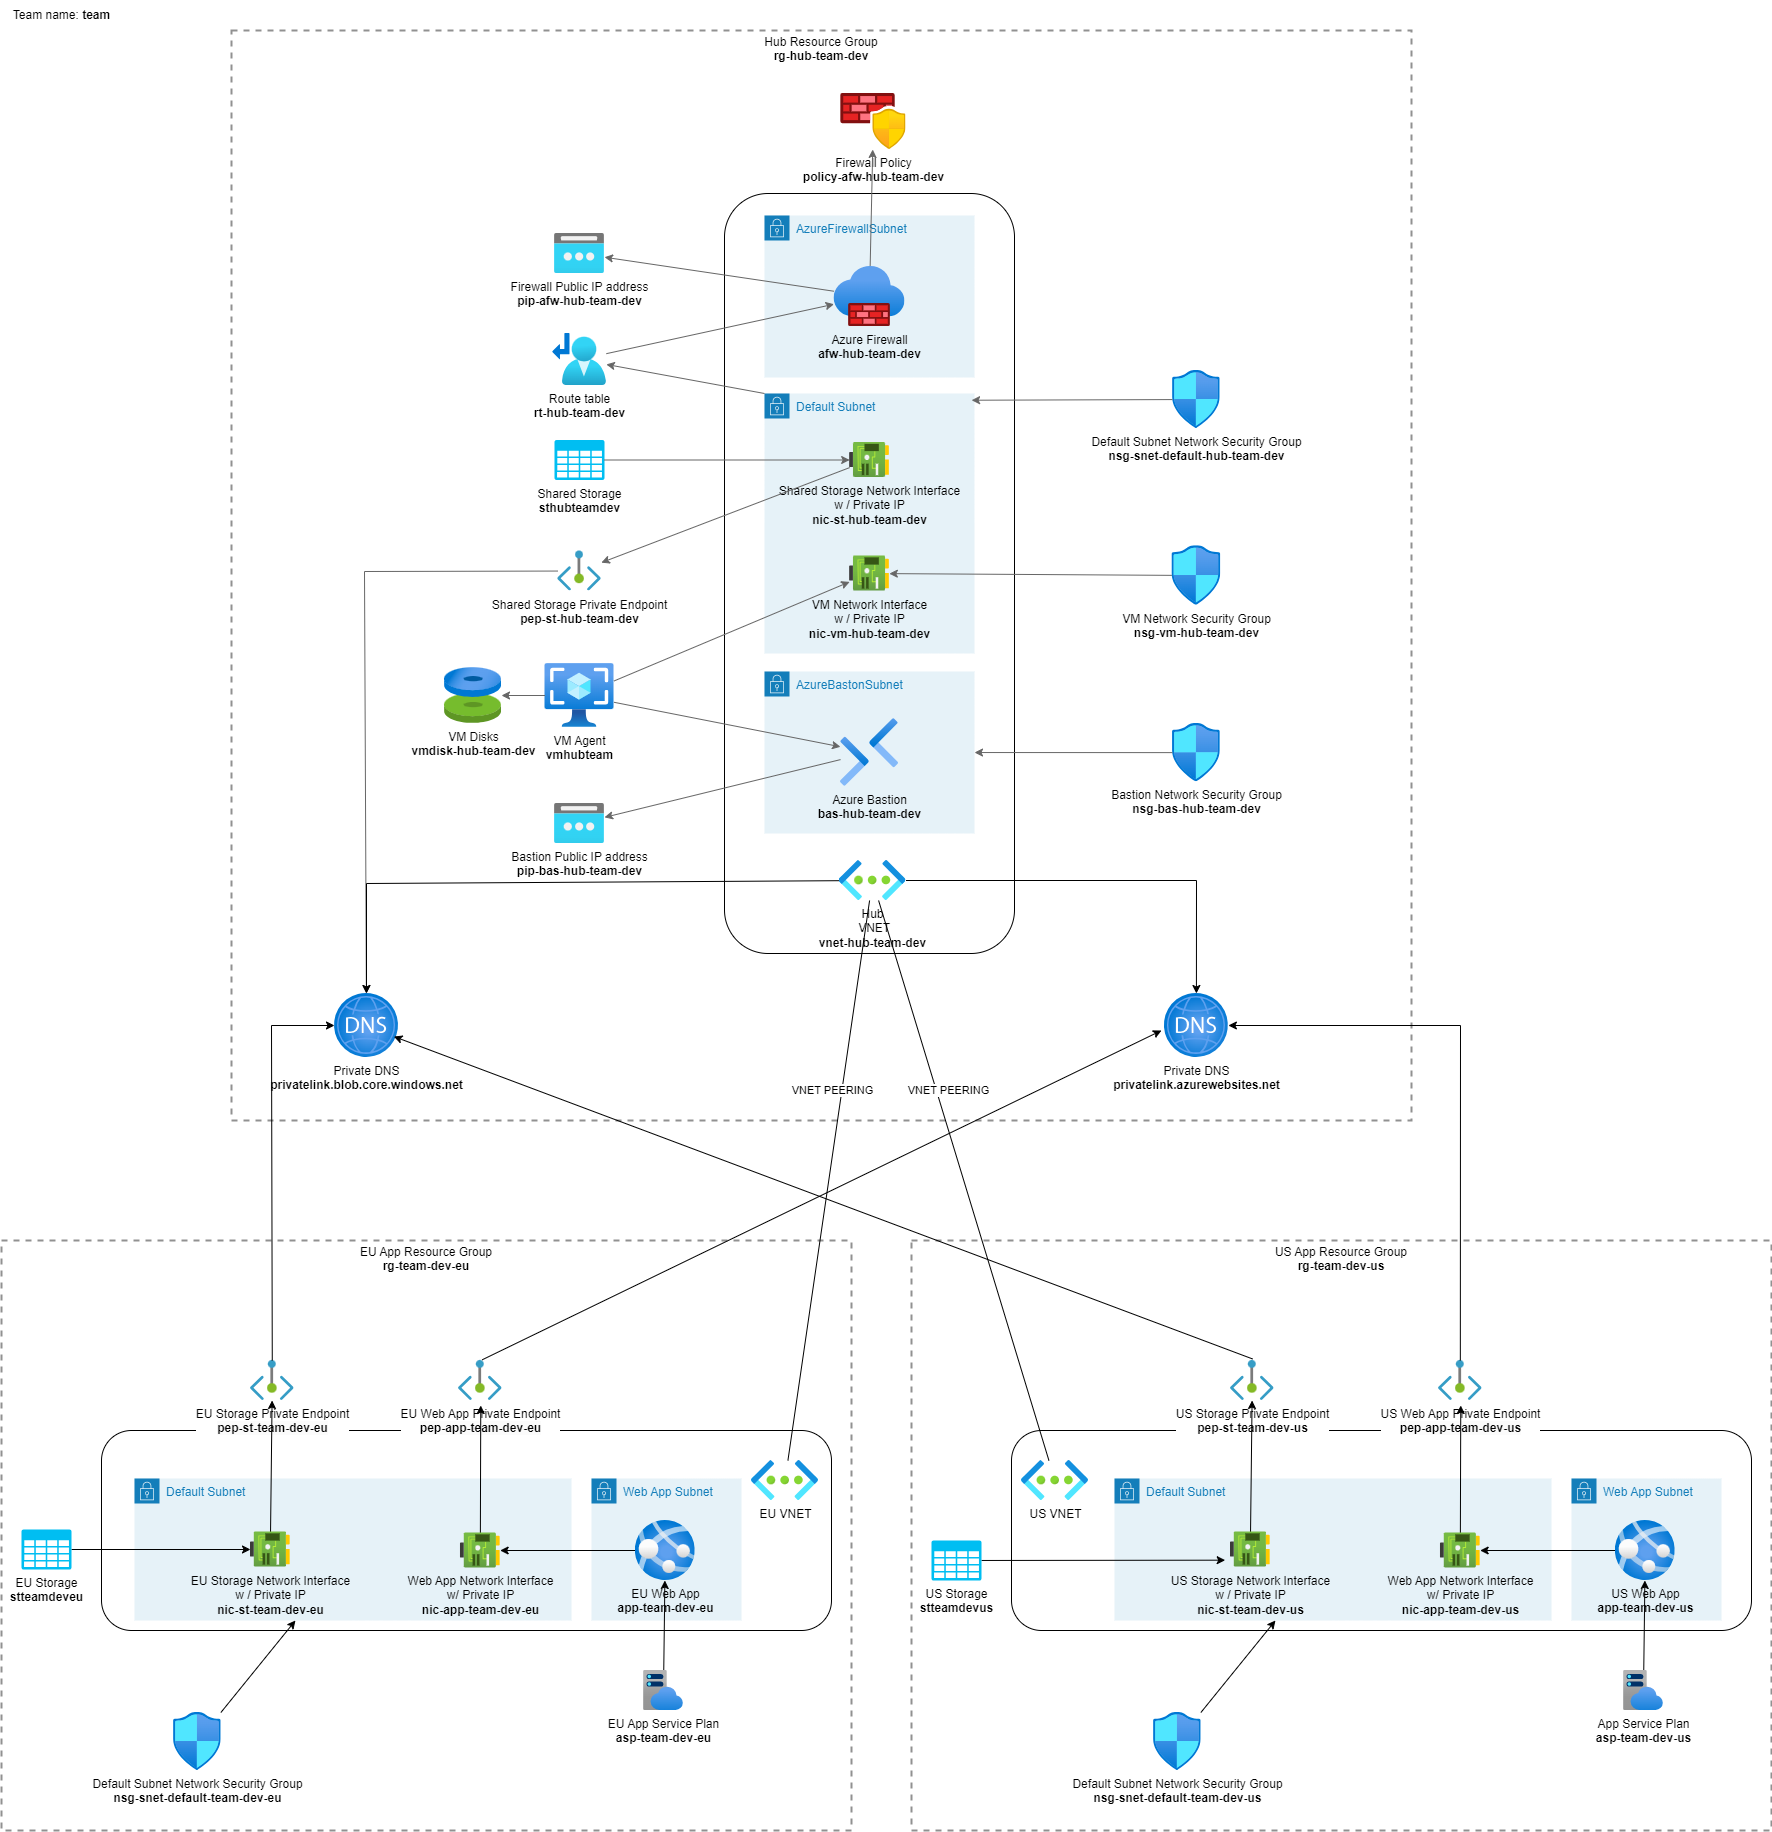 Team name: team
Hub Resource Group
rg-hub-team-dev
Firewall Policy
policy-afw-hub-team-dev
AzureFirewallSubnet
Firewall Public IP address
pip-afw-hub-team-dev
Azure Firewall
afw-hub-team-dev
Route table
rt-hub-team-dev
Default Subnet
Default Subnet Network Security Group
nsg-snet-default-hub-team-dev
Shared Storage
sthubteamdev
Shared Storage Network Interface
w / Private IP
nic-st-hub-team-dev
Shared Storage Private Endpoint
pep-st-hub-team-dev
VM Network Interface
w / Private IP
nic-vm-hub-team-dev
VM Network Security Group
nsg-vm-hub-team-dev
AzureBastonSubnet
VM Disks
vmdisk-hub-team-dev
VM Agent
vmhubteam
Azure Bastion
bas-hub-team-dev
Bastion Network Security Group
nsg-bas-hub-team-dev
Bastion Public IP address
pip-bas-hub-team-dev
Hub
VNET
vnet-hub-team-dev
DNS
Private DNS
privatelink.blob.core.windows.net
DNS
Private DNS
privatelink.azurewebsites.net
VNET PEERING
VNET PEERING
EU App Resource Group
rg-team-dev-eu
EU Storage Private Endpoint
pep-st-team-dev-eu
EU Web App Private Endpoint
pep-app-team-dev-eu
Default Subnet
Web App Subnet
EU VNET
EU Storage
stteamdeveu
EU Storage Network Interface
w / Private IP
nic-st-team-dev-eu
Web App Network Interface
w/ Private IP
nic-app-team-dev-eu
EU Web App
app-team-dev-eu
EU App Service Plan
asp-team-dev-eu
Default Subnet Network Security Group
nsg-snet-default-team-dev-eu
US App Resource Group
rg-team-dev-us
US Storage Private Endpoint
pep-st-team-dev-us
US Web App Private Endpoint
pep-app-team-dev-us
US VNET
Default Subnet
Web App Subnet
US Storage
stteamdevus
US Storage Network Interface
w / Private IP
nic-st-team-dev-us
Web App Network Interface
w/ Private IP
nic-app-team-dev-us
US Web App
app-team-dev-us
App Service Plan
asp-team-dev-us
Default Subnet Network Security Group
nsg-snet-default-team-dev-us